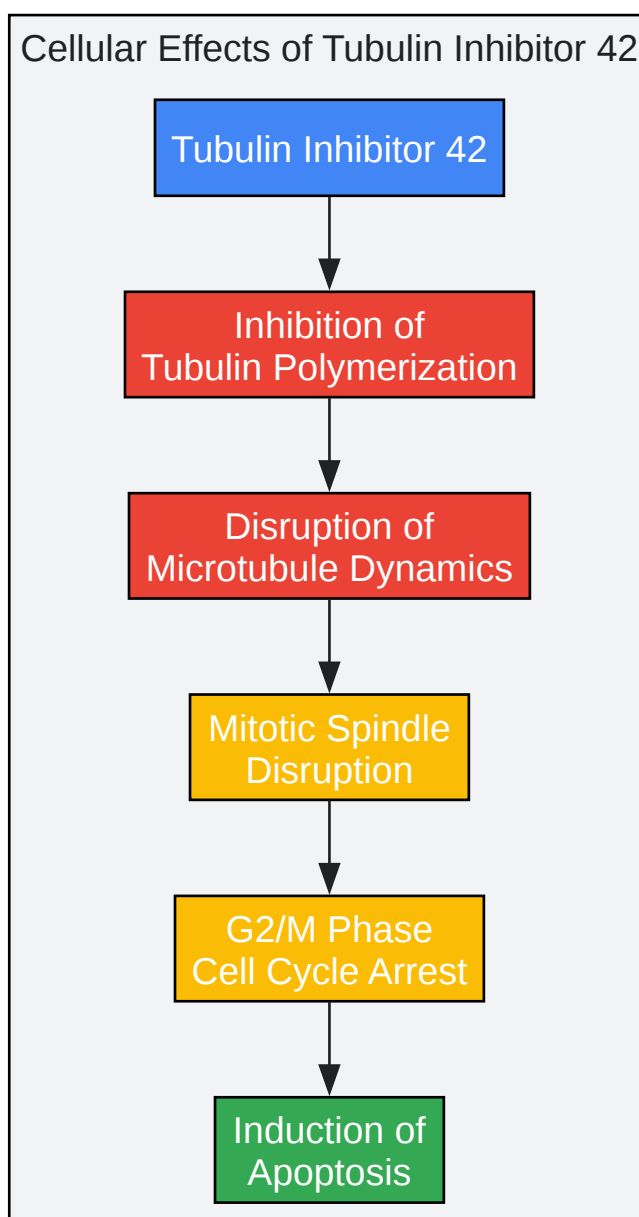 Cellular Effects of Tubulin Inhibitor 42
Tubulin Inhibitor 42
Inhibition of
Tubulin Polymerization
Disruption of
Microtubule Dynamics
Mitotic Spindle
Disruption
G2/M Phase
Cell Cycle Arrest
Induction of
Apoptosis